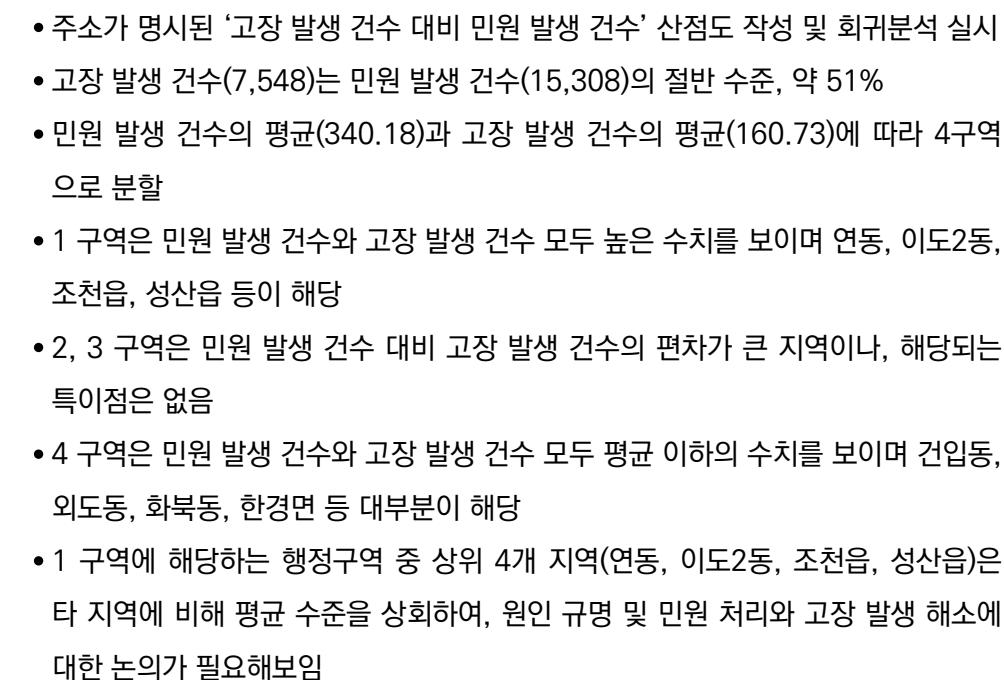 • 주소가 명시된 ‘고장 발생 건수 대비 민원 발생 건수’ 산점도 작성 및 회귀분석 실시
• 고장 발생 건수(7,548)는 민원 발생 건수(15,308)의 절반 수준, 약 51%
• 민원 발생 건수의 평균(340.18)과 고장 발생 건수의 평균(160.73)에 따라 4구역
으로 분할
• 1 구역은 민원 발생 건수와 고장 발생 건수 모두 높은 수치를 보이며 연동, 이도2동,
조천읍, 성산읍 등이 해당
• 2, 3 구역은 민원 발생 건수 대비 고장 발생 건수의 편차가 큰 지역이나, 해당되는
특이점은 없음
• 4 구역은 민원 발생 건수와 고장 발생 건수 모두 평균 이하의 수치를 보이며 건입동,
외도동, 화북동, 한경면 등 대부분이 해당
• 1 구역에 해당하는 행정구역 중 상위 4개 지역(연동, 이도2동, 조천읍, 성산읍)은
타 지역에 비해 평균 수준을 상회하여, 원인 규명 및 민원 처리와 고장 발생 해소에
대한 논의가 필요해보임